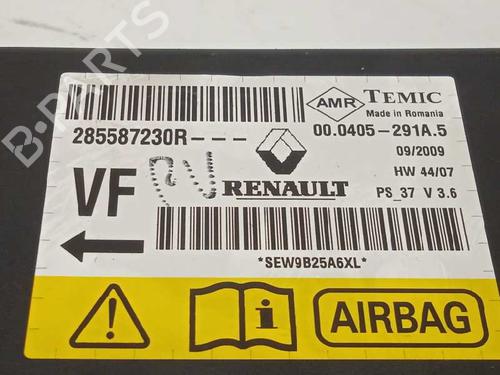 AMR TEMIC
Made in Romania
285587230R--- 00.0405-291A.5
09/2009
HW 44/07
VF RENAULT PS_37 V 3.6
*SEW9B25A6XL*
i AIRBAG